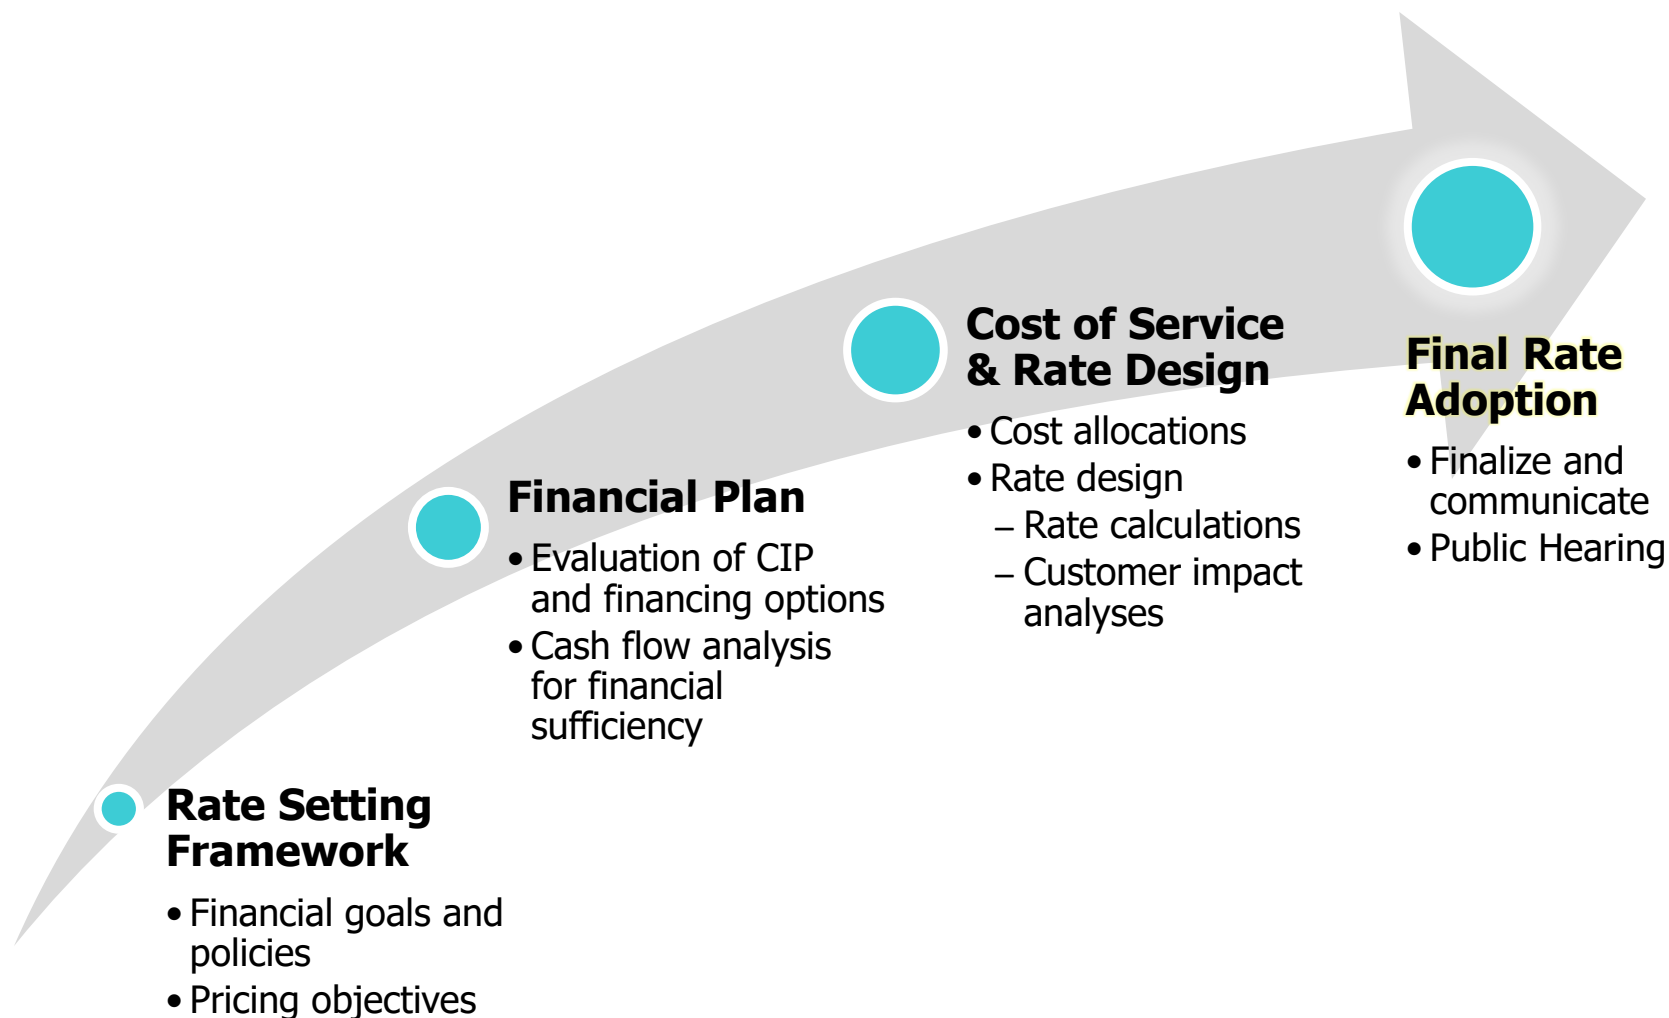 Rate Setting
Framework
• Financial goals and
policies
• Pricing objectives
Financial Plan
• Evaluation of CIP
and financing options
• Cash flow analysis
for financial
sufficiency
Cost of Service
& Rate Design
• Cost allocations
• Rate design
– Rate calculations
– Customer impact
analyses
Final Rate
Adoption
• Finalize and
communicate
• Public Hearing